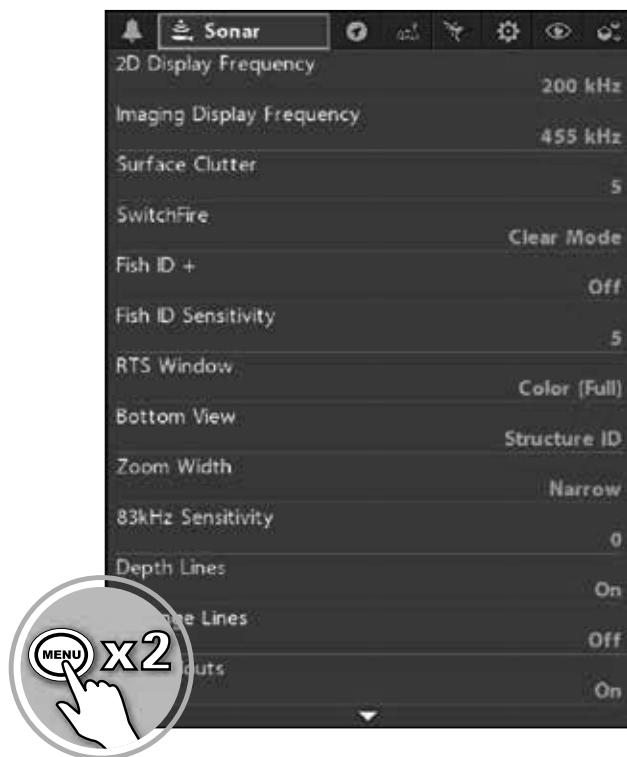 Sonar
2D Display Frequency
200 kHz
Imaging Display Frequency
455 kHz
Surface Clutter
5
SwitchFire
Clear Mode
Fish ID +
Off
Fish ID Sensitivity
5
RTS Window
Color (Full)
Bottom View
Structure ID
Zoom Width
Narrow
83kHz Sensitivity
0
Depth Lines
On
Lines
Off
On
MENU X2